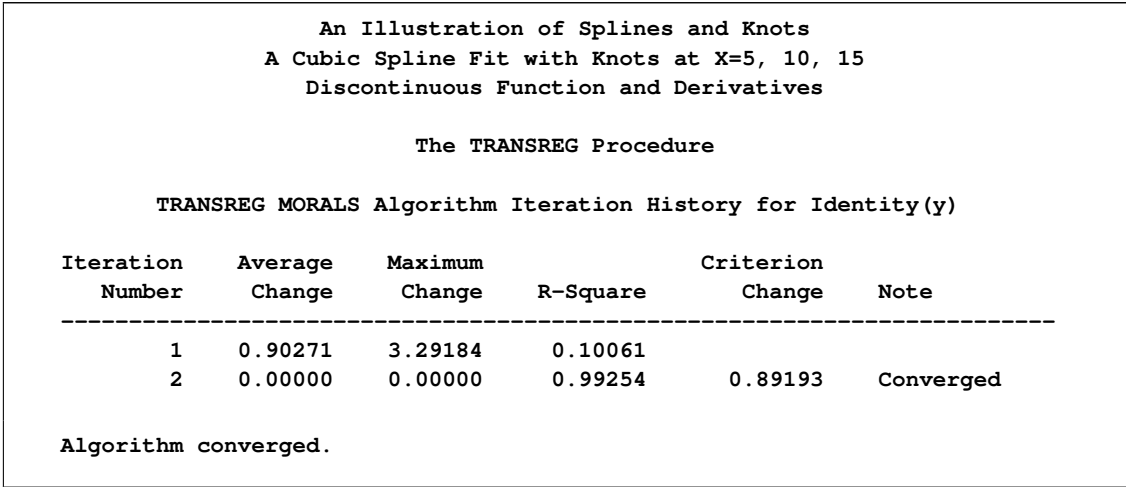 An Illustration of Splines and Knots
A Cubic Spline Fit with Knots at X=5, 10, 15
Discontinuous Function and Derivatives
The TRANSREG Procedure
TRANSREG MORALS Algorithm Iteration History for Identity(y)
Iteration Average Maximum Criterion
Number Change Change R-Square Change Note
1 0.90271 3.29184 0.10061
2 0.00000 0.00000 0.99254 0.89193 Converged
Algorithm converged.